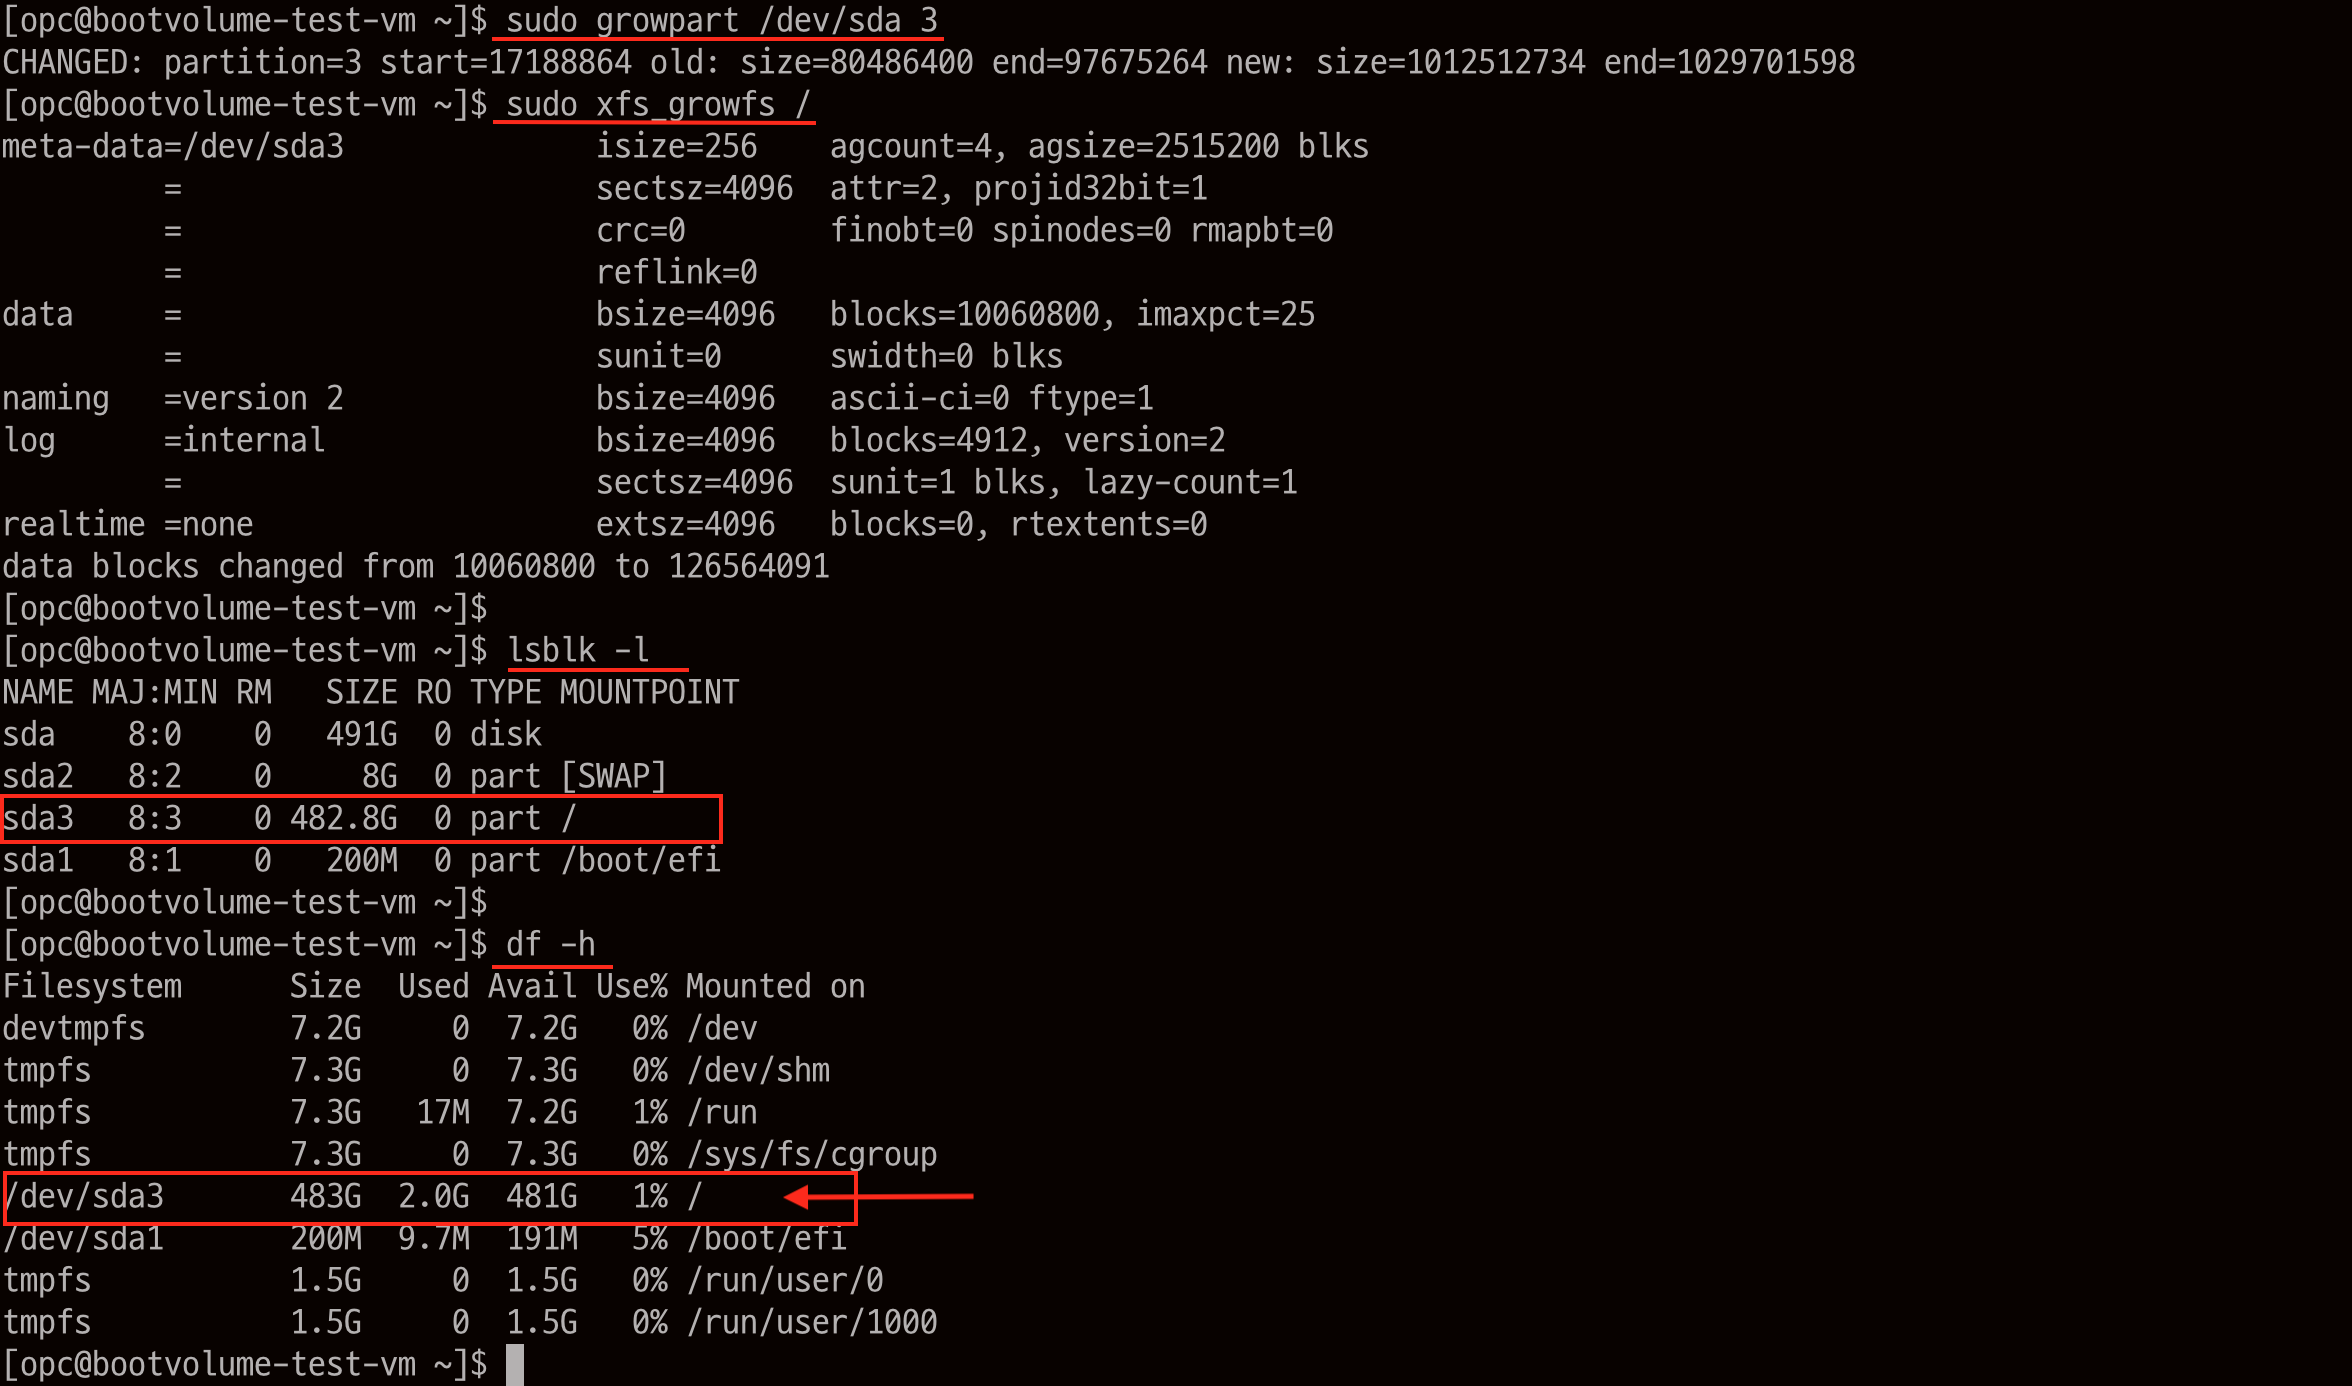 [opc@bootvolume-test-vm ~]$ sudo growpart /dev/sda 3
CHANGED: partition=3 start=17188864 old: size=80486400 end=97675264 new: size=1012512734 end=1029701598
[opc@bootvolume-test-vm ~]$ sudo xfs_growfs /
meta-data=/dev/sda3              isize=256    agcount=4, agsize=2515200 blks
         =                       sectsz=4096  attr=2, projid32bit=1
         =                       crc=0        finobt=0 spinodes=0 rmapbt=0
         =                       reflink=0
data     =                       bsize=4096   blocks=10060800, imaxpct=25
         =                       sunit=0      swidth=0 blks
naming   =version 2              bsize=4096   ascii-ci=0 ftype=1
log      =internal               bsize=4096   blocks=4912, version=2
         =                       sectsz=4096  sunit=1 blks, lazy-count=1
realtime =none                   extsz=4096   blocks=0, rtextents=0
data blocks changed from 10060800 to 126564091
[opc@bootvolume-test-vm ~]$
[opc@bootvolume-test-vm ~]$ lsblk -l
NAME MAJ:MIN RM   SIZE RO TYPE MOUNTPOINT
sda    8:0    0   491G  0 disk
sda2   8:2    0     8G  0 part [SWAP]
sda3   8:3    0 482.8G  0 part /
sda1   8:1    0   200M  0 part /boot/efi
[opc@bootvolume-test-vm ~]$
[opc@bootvolume-test-vm ~]$ df -h
Filesystem      Size  Used Avail Use% Mounted on
devtmpfs        7.2G     0  7.2G   0% /dev
tmpfs           7.3G     0  7.3G   0% /dev/shm
tmpfs           7.3G   17M  7.2G   1% /run
tmpfs           7.3G     0  7.3G   0% /sys/fs/cgroup
/dev/sda3       483G  2.0G  481G   1% /
/dev/sda1       200M  9.7M  191M   5% /boot/efi
tmpfs           1.5G     0  1.5G   0% /run/user/0
tmpfs           1.5G     0  1.5G   0% /run/user/1000
[opc@bootvolume-test-vm ~]$